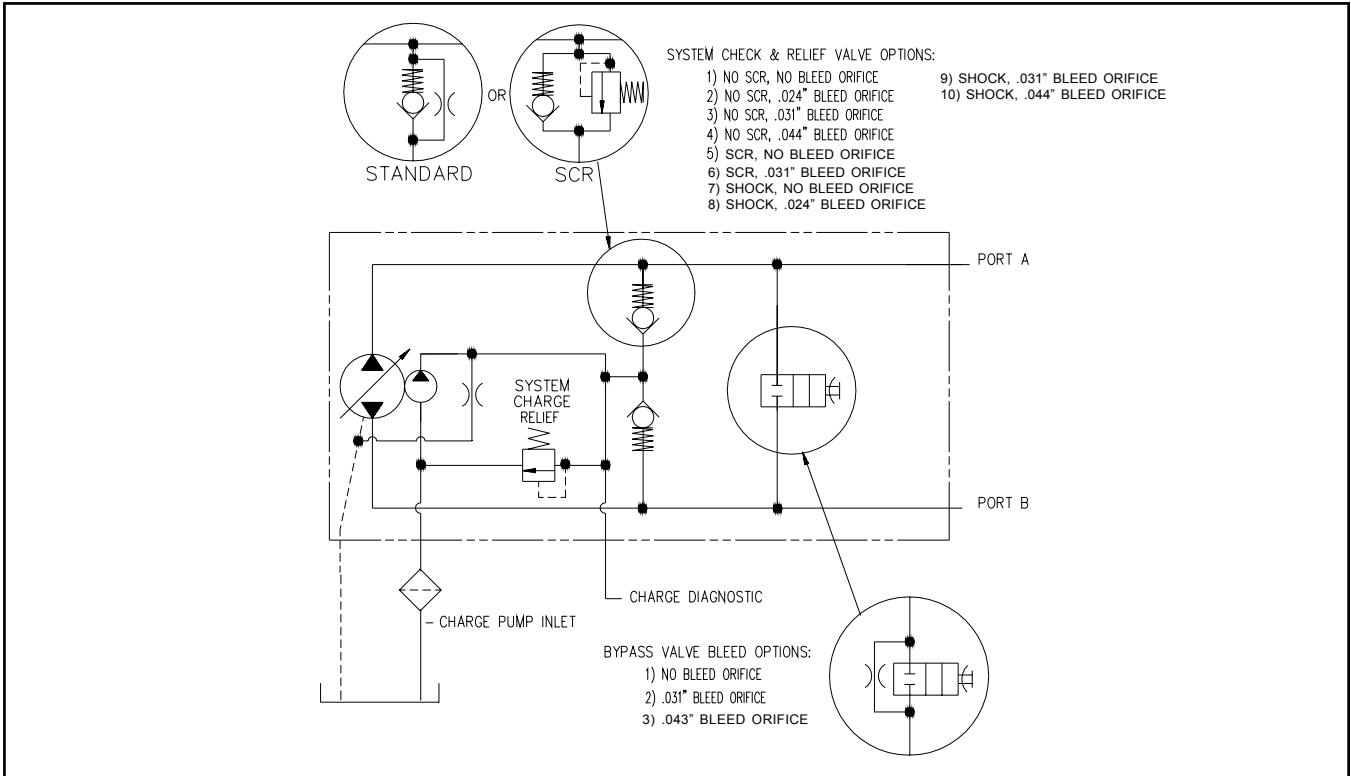 SYSTEM CHECK & RELIEF VALVE OPTIONS:
1) NO SCR, NO BLEED ORIFICE
2) NO SCR, .024" BLEED ORIFICE
3) NO SCR, .031" BLEED ORIFICE
4) NO SCR, .044" BLEED ORIFICE
5) SCR, NO BLEED ORIFICE
6) SCR, .031" BLEED ORIFICE
7) SHOCK, NO BLEED ORIFICE
8) SHOCK, .024" BLEED ORIFICE
9) SHOCK, .031" BLEED ORIFICE
10) SHOCK, .044" BLEED ORIFICE
OR
STANDARD
SCR
PORT A
SYSTEM
CHARGE
RELIEF
PORT B
CHARGE DIAGNOSTIC
CHARGE PUMP INLET
BYPASS VALVE BLEED OPTIONS:
1) NO BLEED ORIFICE
2) .031" BLEED ORIFICE
3) .043" BLEED ORIFICE